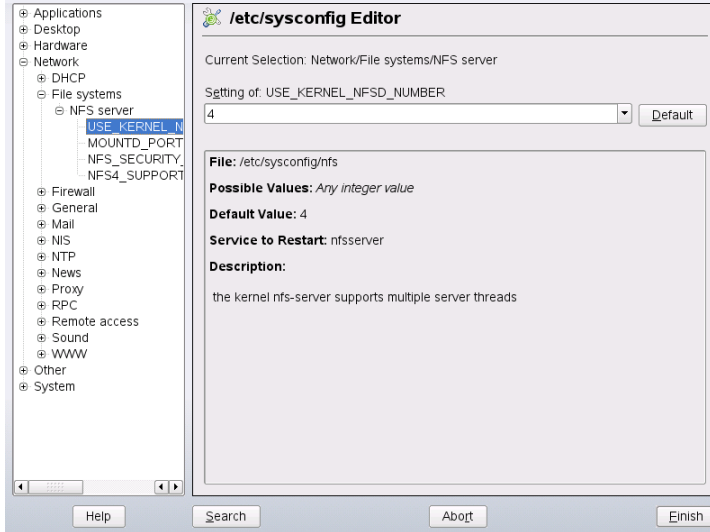 Applications
Desktop
Hardware
Network
DHCP
File systems
NFS server
USE_KERNEL_N
MOUNTD_PORT
NFS_SECURITY_
NFS4_SUPPORT
Firewall
General
Mail
NIS
NTP
News
Proxy
RPC
Remote access
Sound
WWW
Other
System
/etc/sysconfig Editor
Current Selection: Network/File systems/NFS server
Setting of: USE_KERNEL_NFSD_NUMBER
4
Default
File: /etc/sysconfig/nfs
Possible Values: Any integer value
Default Value: 4
Service to Restart: nfsserver
Description:
the kernel nfs-server supports multiple server threads
Help
Search
Abort
Finish